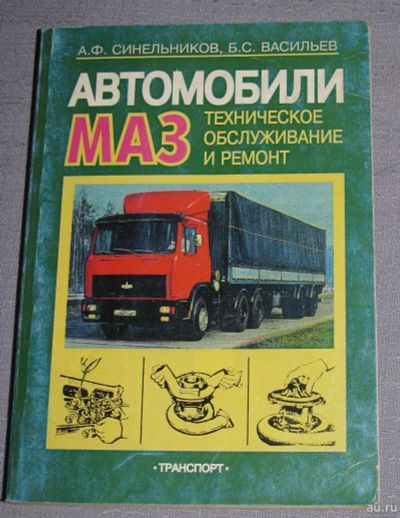 А.Ф. СИНЕЛЬНИКОВ, Б.С. ВАСИЛЬЕВ
АВТОМОБИЛИ
МАЗ
ТЕХНИЧЕСКОЕ
ОБСЛУЖИВАНИЕ
И РЕМОНТ
·ТРАНСПОРТ·
au.ru